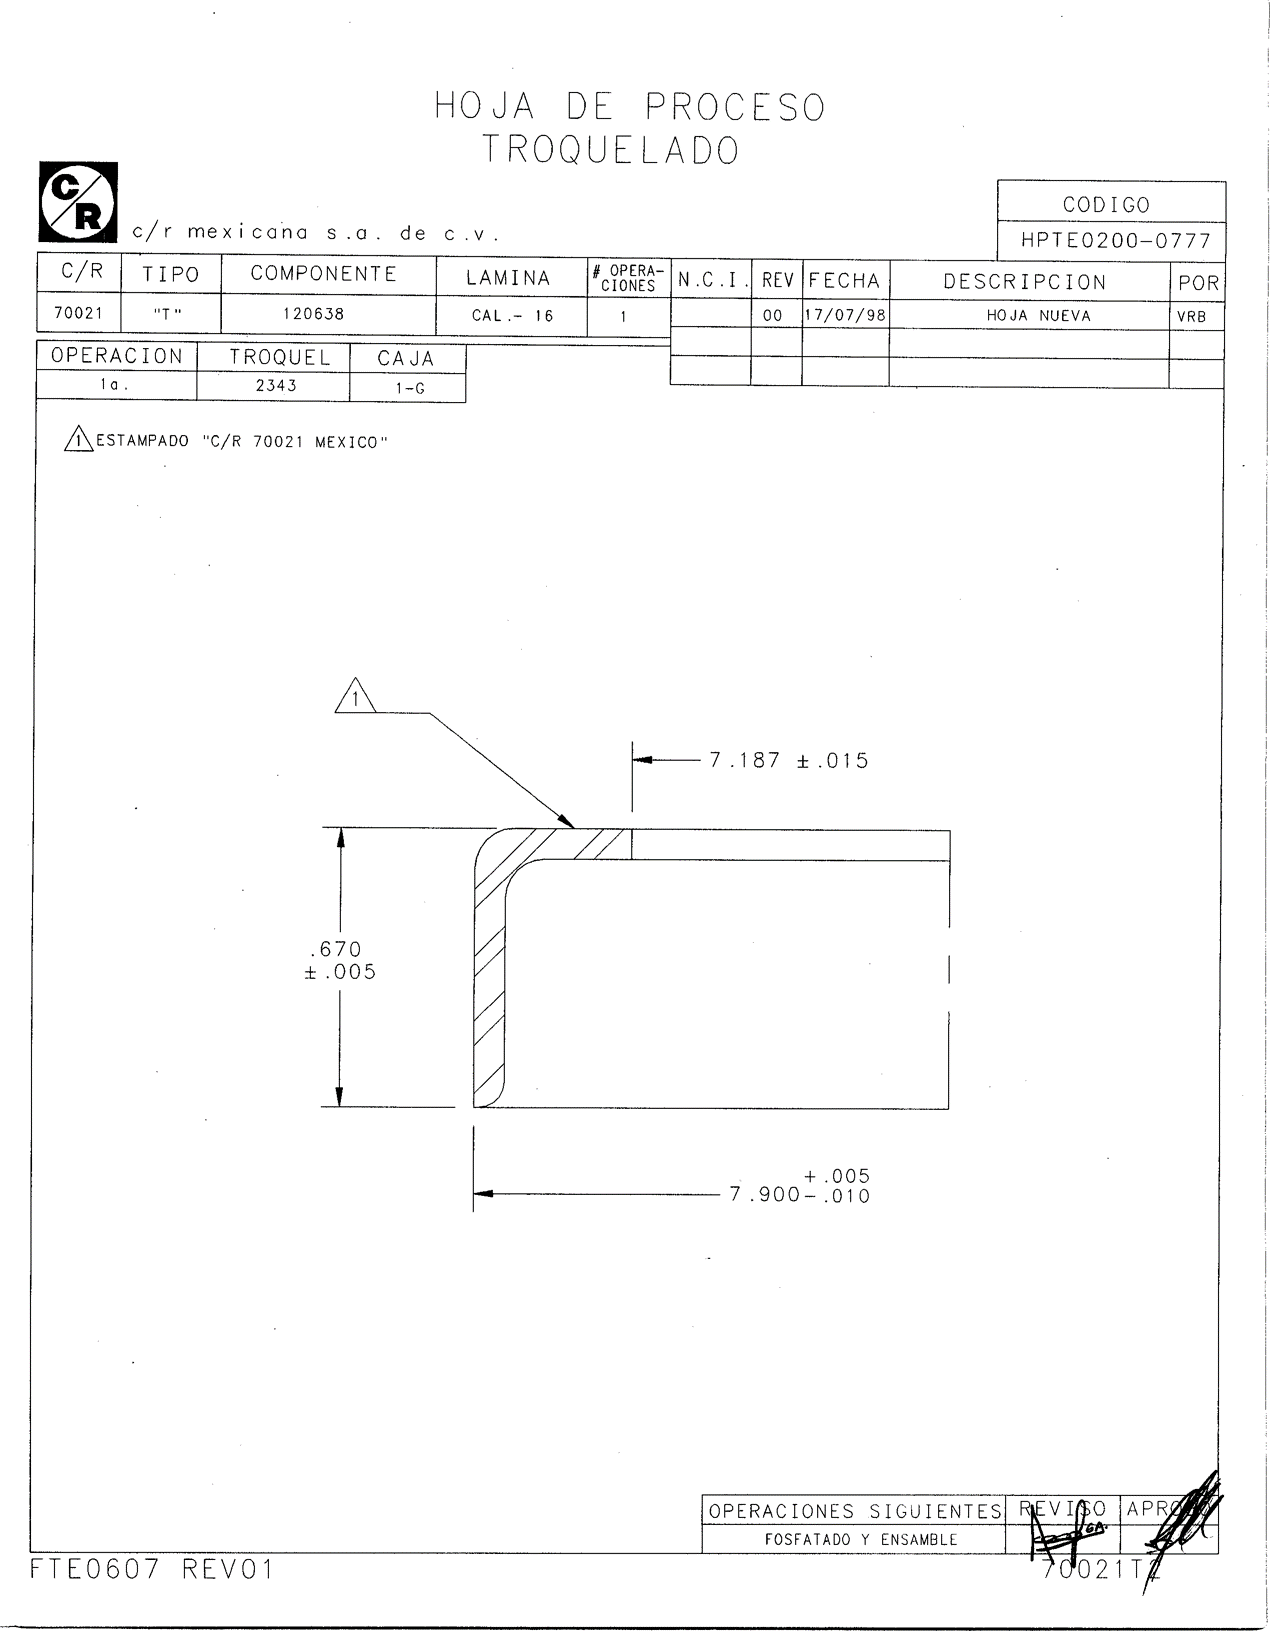 HOJA DE PROCESO
TROQUELADO
C/R
c/r mexicana s.a. de c.v.
CODIGO
HPTE0200-0777
C/R TIPO COMPONENTE LAMINA # OPERA-CIONES N.C.I. REV FECHA DESCRIPCION POR
70021 "T" 120638 CAL.- 16 1 00 17/07/98 HOJA NUEVA VRB
OPERACION TROQUEL CAJA
1a. 2343 1-G
1 ESTAMPADO "C/R 70021 MEXICO"
1
7.187 ±.015
.670
±.005
+.005
7.900-.010
OPERACIONES SIGUIENTES REVISO
FOSFATADO Y ENSAMBLE
FTE0607 REV01
70021T2